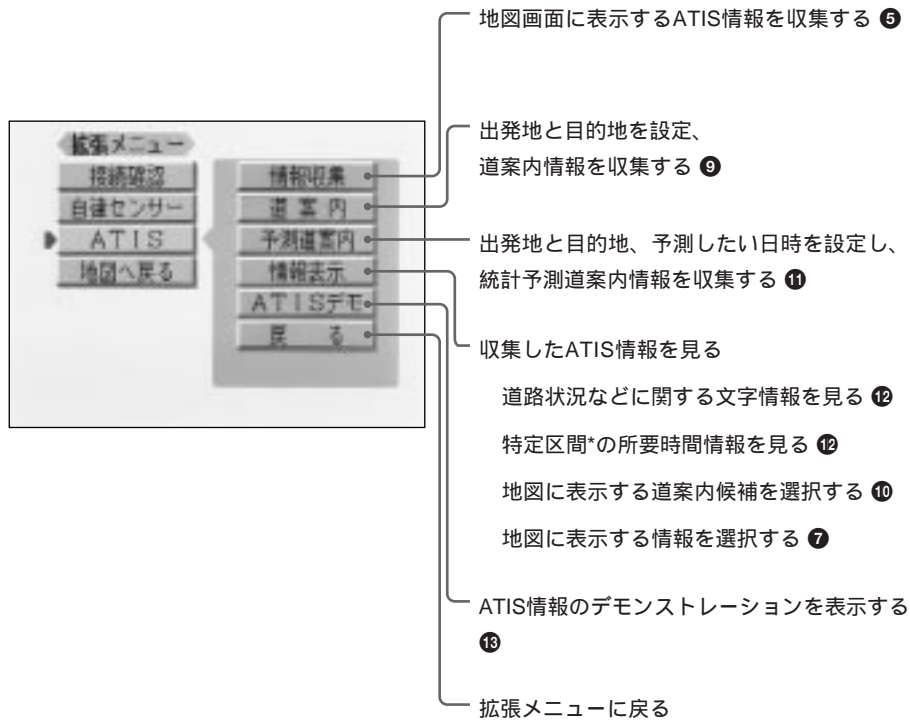 地図画面に表示するATIS情報を収集する ❺
出発地と目的地を設定、
道案内情報を収集する ❾
出発地と目的地、予測したい日時を設定し、
統計予測道案内情報を収集する ⓫
収集したATIS情報を見る
道路状況などに関する文字情報を見る ⓬
特定区間*の所要時間情報を見る ⓬
地図に表示する道案内候補を選択する ❿
地図に表示する情報を選択する ❼
ATIS情報のデモンストレーションを表示する
⓭
拡張メニューに戻る
拡張メニュー
接続確認
自律センサー
ATIS
地図へ戻る
情報収集
道案内
予測道案内
情報表示
ATISデモ
戻る